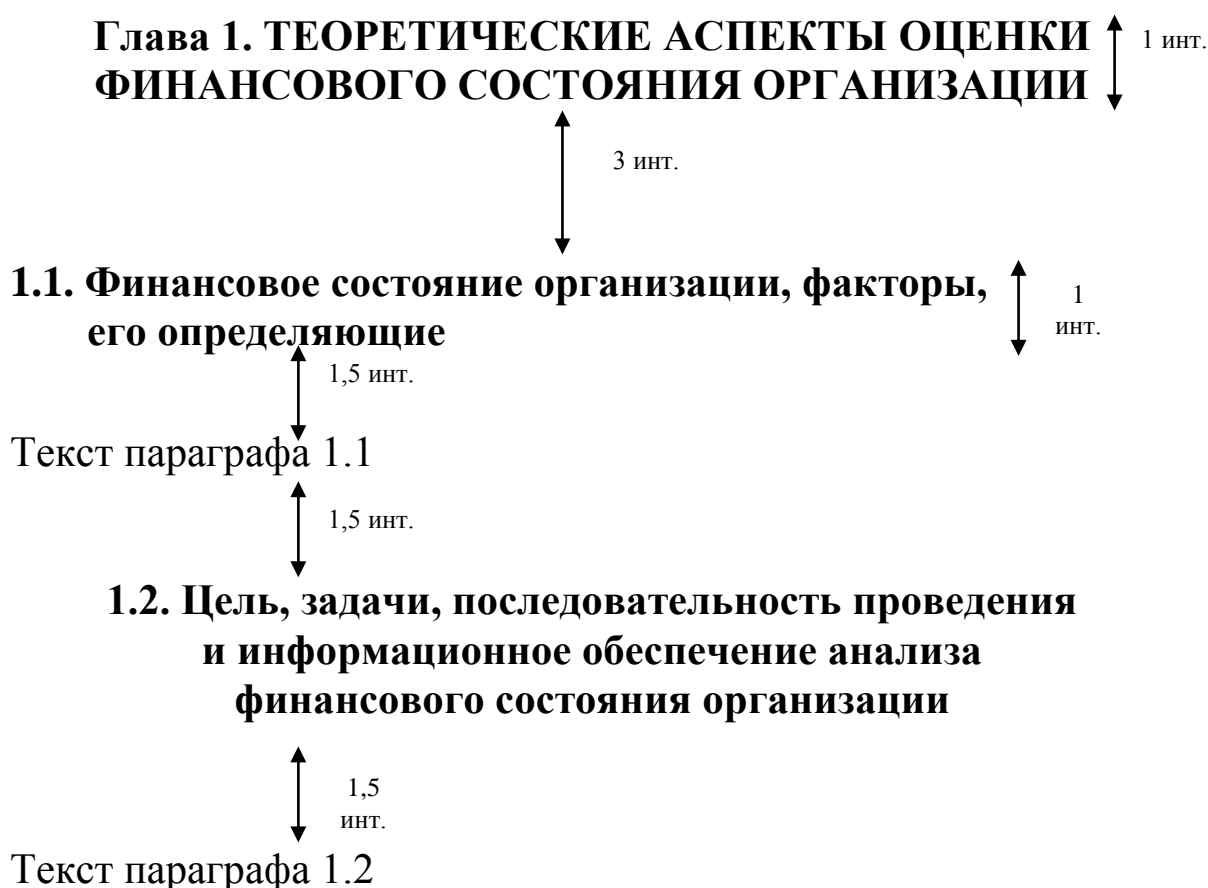 Глава 1. ТЕОРЕТИЧЕСКИЕ АСПЕКТЫ ОЦЕНКИ
1 инт.
ФИНАНСОВОГО СОСТОЯНИЯ ОРГАНИЗАЦИИ
3 инт.
1.1. Финансовое состояние организации, факторы,
его определяющие
1
инт.
1,5 инт.
Текст параграфа 1.1
1,5 инт.
1.2. Цель, задачи, последовательность проведения
и информационное обеспечение анализа
финансового состояния организации
1,5
инт.
Текст параграфа 1.2